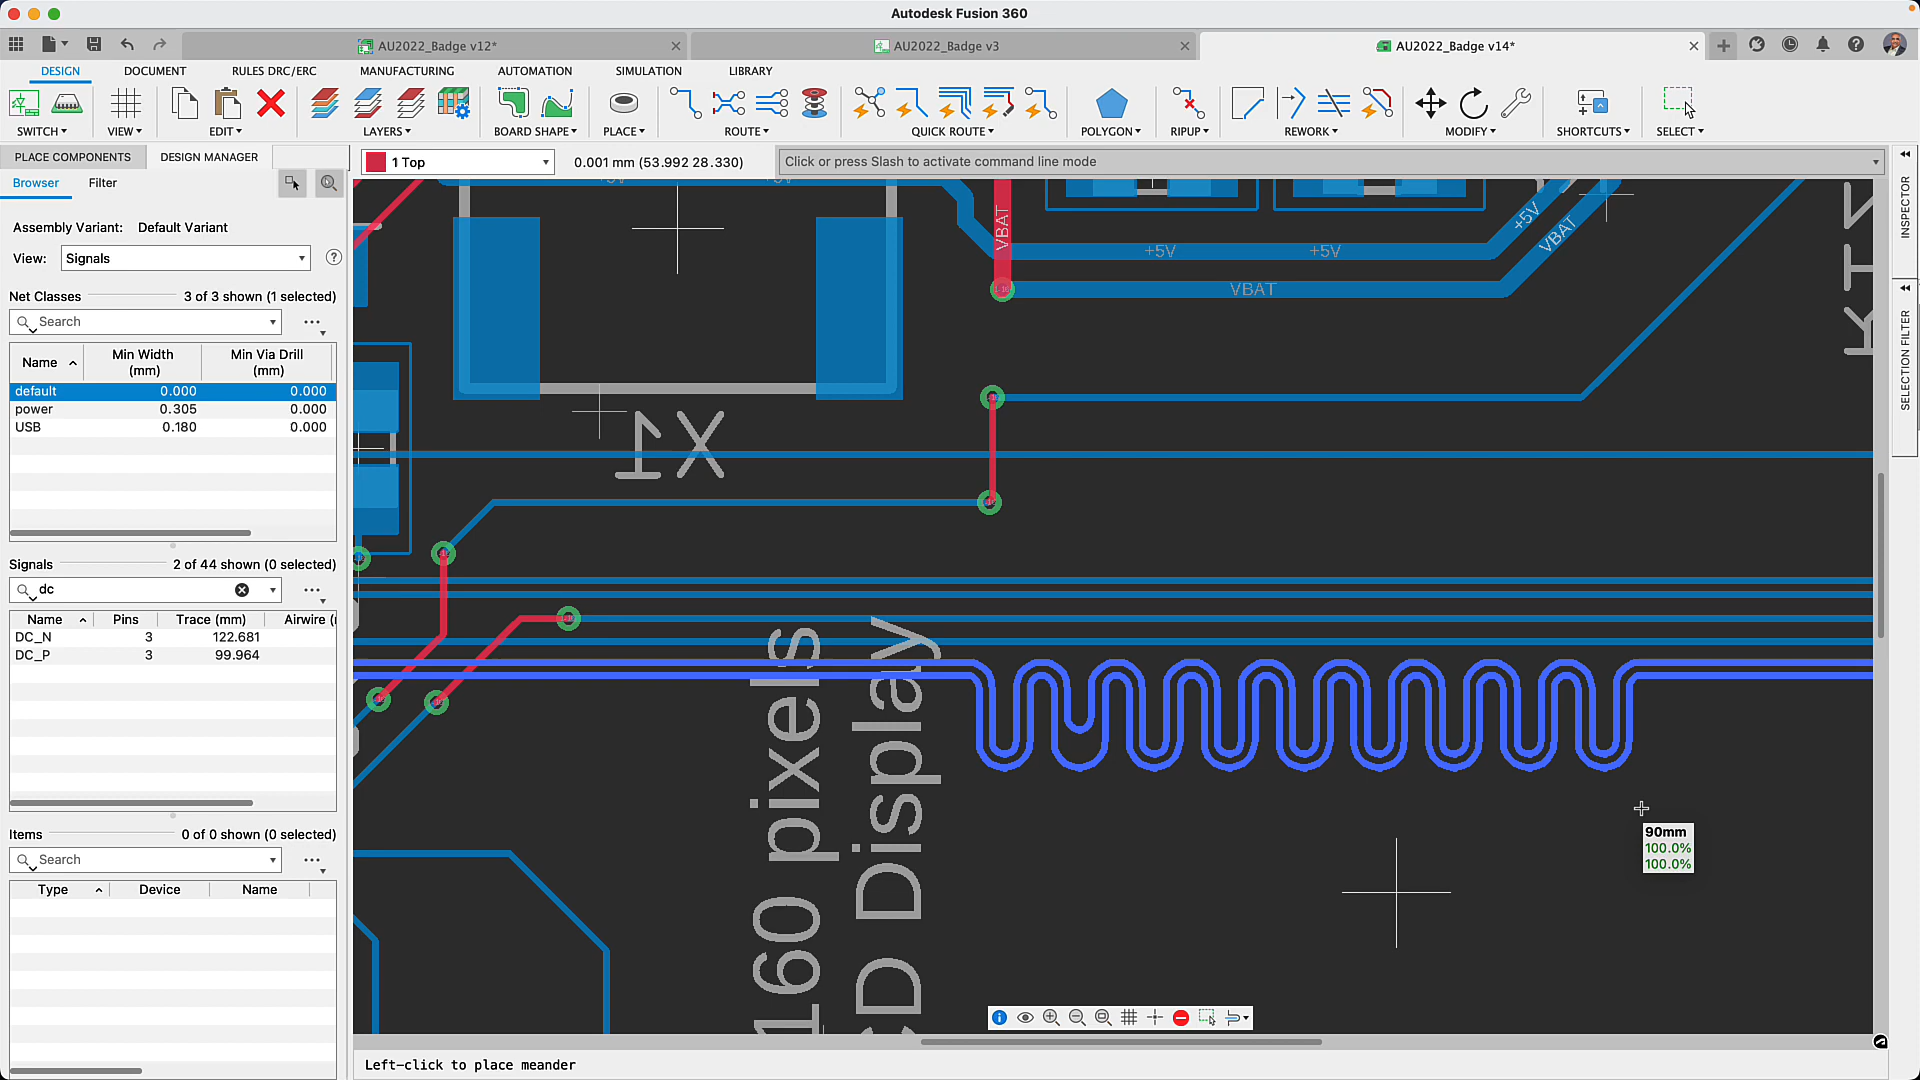 Autodesk Fusion 360
AU2022_Badge v12*
AU2022_Badge v3
AU2022_Badge v14*
DESIGN DOCUMENT RULES DRC/ERC MANUFACTURING AUTOMATION SIMULATION LIBRARY
SWITCH VIEW EDIT LAYERS BOARD SHAPE PLACE ROUTE QUICK ROUTE POLYGON RIPUP REWORK MODIFY SHORTCUTS SELECT
PLACE COMPONENTS DESIGN MANAGER
1 Top
0.001 mm (53.992 28.330)
Click or press Slash to activate command line mode
Browser Filter
Assembly Variant: Default Variant
View: Signals
Net Classes 3 of 3 shown (1 selected)
Search
Name Min Width (mm) Min Via Drill (mm)
default 0.000 0.000
power 0.305 0.000
USB 0.180 0.000
Signals 2 of 44 shown (0 selected)
dc
Name Pins Trace (mm) Airwire (
DC_N 3 122.681
DC_P 3 99.964
Items 0 of 0 shown (0 selected)
Search
Type Device Name
INSPECTOR
SELECTION FILTER
VBAT
+5V +5V +5V
VBAT VBAT
X1
160 pixels
CD Display
90mm
100.0%
100.0%
Left-click to place meander